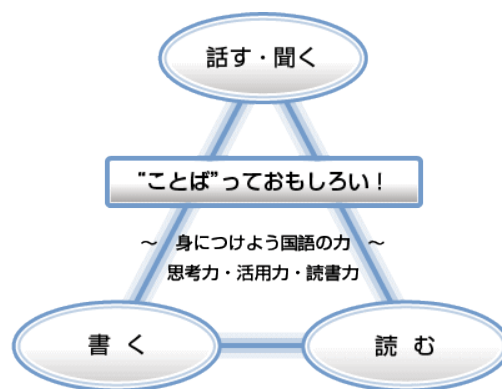 話す・聞く
“ことば”っておもしろい！
～　身につけよう国語の力　～
思考力・活用力・読書力
書　く
読　む